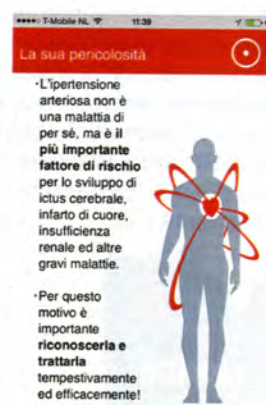 T-Mobile NL 11:39
La sua pericolosità
•L'ipertensione
arteriosa non è
una malattia di
per sé, ma è il
più importante
fattore di rischio
per lo sviluppo di
ictus cerebrale,
infarto di cuore,
insufficienza
renale ed altre
gravi malattie.
•Per questo
motivo è
importante
riconoscerla e
trattarla
tempestivamente
ed efficacemente!